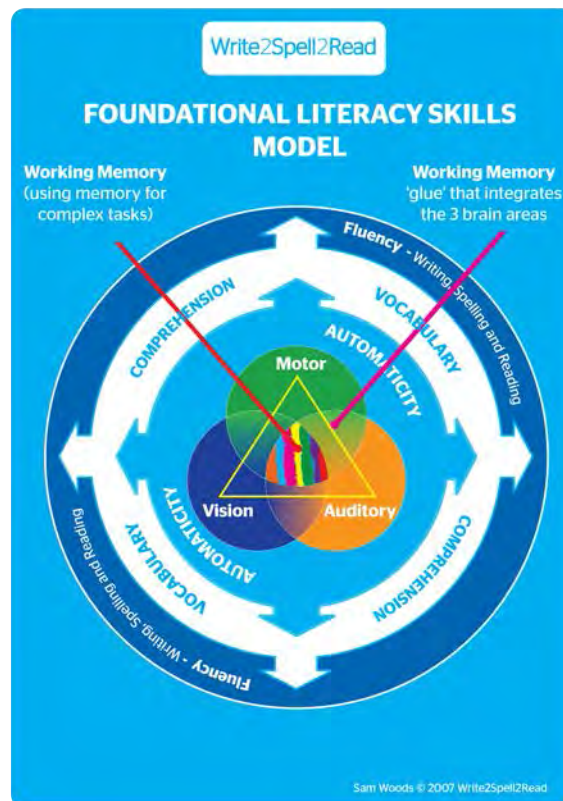 Write2Spell2Read
FOUNDATIONAL LITERACY SKILLS
MODEL
Working Memory
(using memory for
complex tasks)
Working Memory
'glue' that integrates
the 3 brain areas
Fluency - Writing, Spelling and Reading
COMPREHENSION
VOCABULARY
AUTOMATICITY
Motor
Vision
Auditory
AUTOMATICITY
VOCABULARY
COMPREHENSION
Fluency - Writing, Spelling and Reading
Sam Woods © 2007 Write2Spell2Read